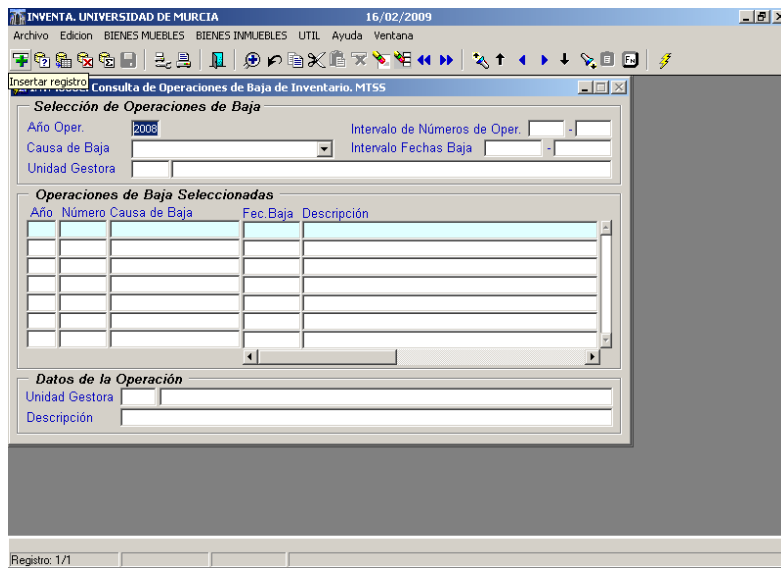 INVENTA. UNIVERSIDAD DE MURCIA 16/02/2009
Archivo Edicion BIENES MUEBLES BIENES INMUEBLES UTIL Ayuda Ventana
Insertar registro
Consulta de Operaciones de Baja de Inventario. MTSS
Selección de Operaciones de Baja
Año Oper. 2008 Intervalo de Números de Oper. -
Causa de Baja Intervalo Fechas Baja -
Unidad Gestora
Operaciones de Baja Seleccionadas
Año Número Causa de Baja Fec.Baja Descripción
Datos de la Operación
Unidad Gestora
Descripción
Registro: 1/1